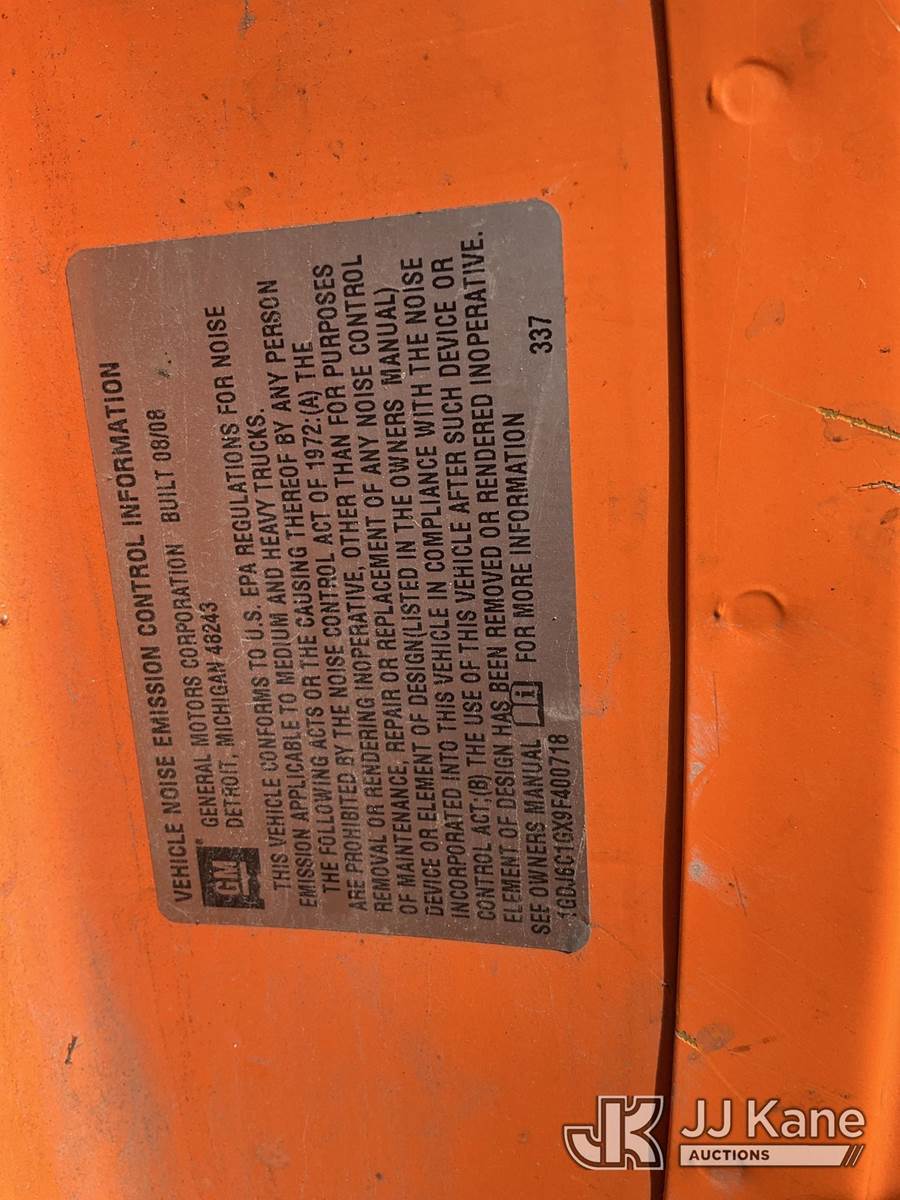 VEHICLE NOISE EMISSION CONTROL INFORMATION
GM
GENERAL MOTORS CORPORATION BUILT 08/08
DETROIT, MICHIGAN 48243
THIS VEHICLE CONFORMS TO U.S. EPA REGULATIONS FOR NOISE
EMISSION APPLICABLE TO MEDIUM AND HEAVY TRUCKS.
THE FOLLOWING ACTS OR THE CAUSING THEREOF BY ANY PERSON
ARE PROHIBITED BY THE NOISE CONTROL ACT OF 1972:(A) THE
REMOVAL OR RENDERING INOPERATIVE, OTHER THAN FOR PURPOSES
OF MAINTENANCE, REPAIR OR REPLACEMENT OF ANY NOISE CONTROL
DEVICE OR ELEMENT OF DESIGN(LISTED IN THE OWNERS MANUAL)
INCORPORATED INTO THIS VEHICLE IN COMPLIANCE WITH THE NOISE
CONTROL ACT,(B) THE USE OF THIS VEHICLE AFTER SUCH DEVICE OR
ELEMENT OF DESIGN HAS BEEN REMOVED OR RENDERED INOPERATIVE.
SEE OWNERS MANUAL i FOR MORE INFORMATION
1GDJ6C1GX9F400718 337
JK JJ Kane
AUCTIONS